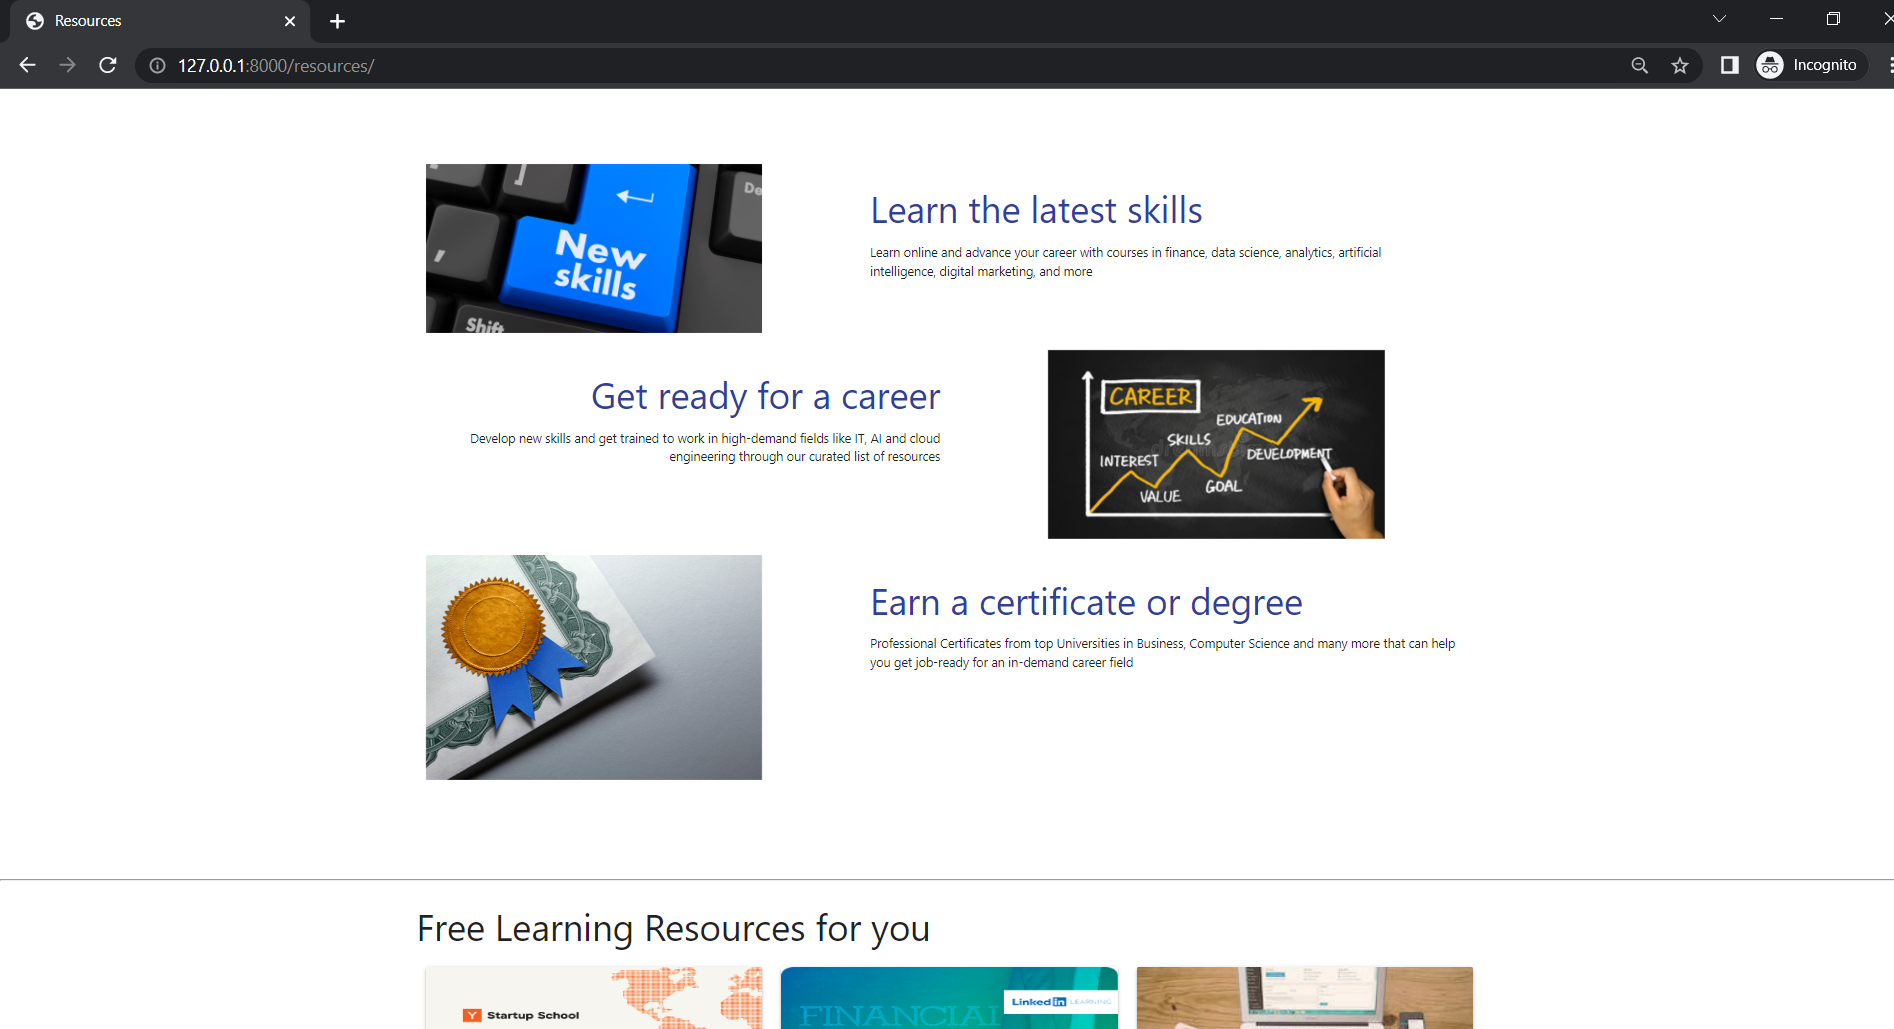 Resources
127.0.0.1:8000/resources/
Incognito
]
De
,
New
skills
Shift
Learn the latest skills
Learn online and advance your career with courses in finance, data science, analytics, artificial
intelligence, digital marketing, and more
Get ready for a career
Develop new skills and get trained to work in high-demand fields like IT, AI and cloud
engineering through our curated list of resources
CAREER
EDUCATION
SKILLS
DEVELOPMENT
INTEREST
GOAL
VALUE
Earn a certificate or degree
Professional Certificates from top Universities in Business, Computer Science and many more that can help
you get job-ready for an in-demand career field
Free Learning Resources for you
Y Startup School
FINANCIAL
Linked in LEARNING